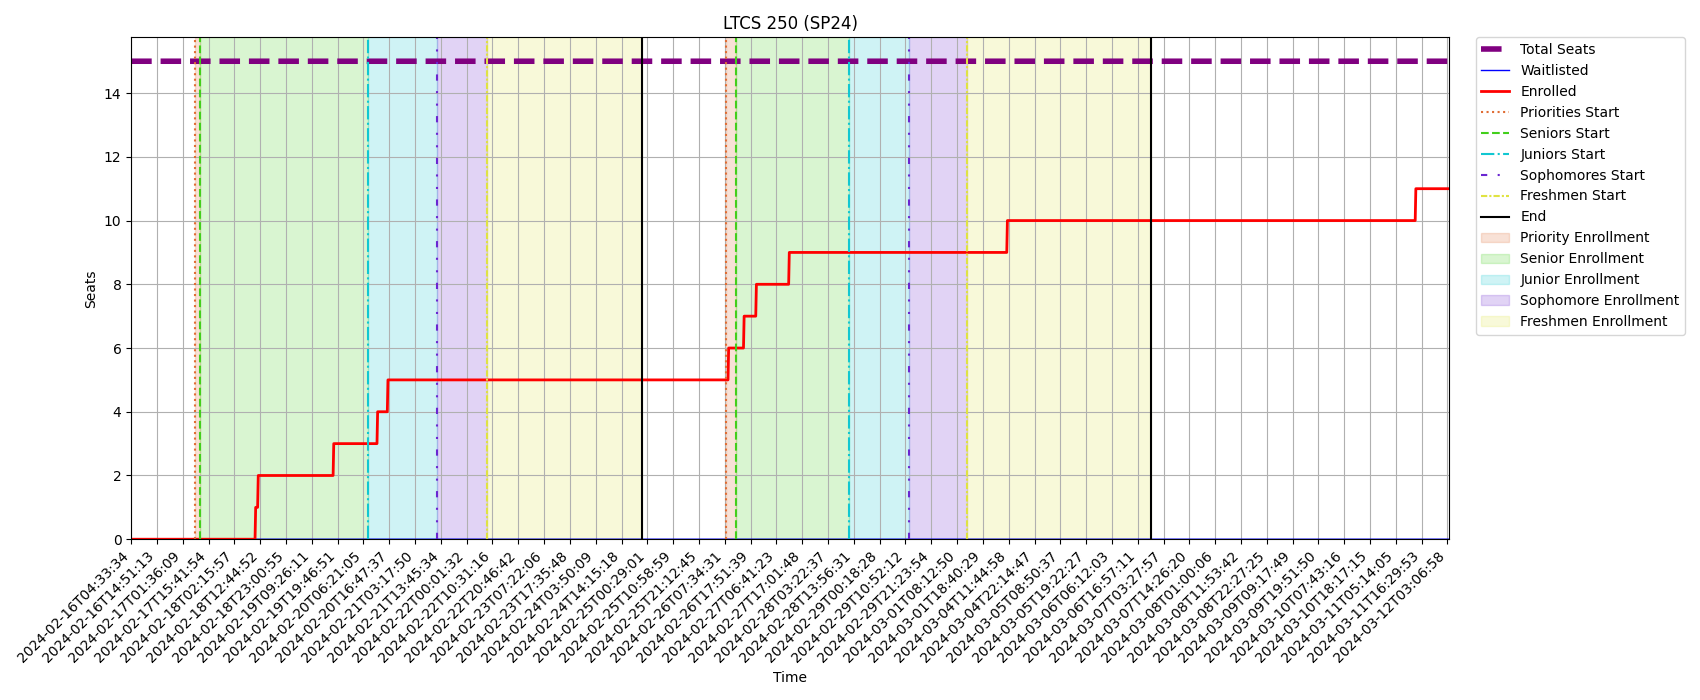 LTCS 250 (SP24)
Seats
14
12
10
8
6
4
2
0
2024-02-16T04:33:34
2024-02-16T14:51:13
2024-02-17T01:36:09
2024-02-17T15:41:54
2024-02-18T02:15:57
2024-02-18T12:44:52
2024-02-18T23:00:55
2024-02-19T09:26:11
2024-02-19T19:46:51
2024-02-20T06:21:05
2024-02-20T16:47:37
2024-02-21T03:17:50
2024-02-21T13:45:34
2024-02-22T00:01:32
2024-02-22T10:31:16
2024-02-22T20:46:42
2024-02-23T07:22:06
2024-02-23T17:35:48
2024-02-24T03:50:09
2024-02-24T14:15:18
2024-02-25T00:29:01
2024-02-25T10:58:59
2024-02-25T21:12:45
2024-02-26T07:34:31
2024-02-26T17:51:39
2024-02-27T06:41:23
2024-02-27T17:01:48
2024-02-28T03:22:37
2024-02-28T13:56:31
2024-02-29T00:18:28
2024-02-29T10:52:12
2024-02-29T21:23:54
2024-03-01T08:12:50
2024-03-01T18:40:29
2024-03-04T11:44:58
2024-03-04T22:14:47
2024-03-05T08:50:37
2024-03-05T19:22:27
2024-03-06T06:12:03
2024-03-06T16:57:11
2024-03-07T03:27:57
2024-03-07T14:26:20
2024-03-08T01:00:06
2024-03-08T11:53:42
2024-03-08T22:27:25
2024-03-09T09:17:49
2024-03-09T19:51:50
2024-03-10T07:43:16
2024-03-10T18:17:15
2024-03-11T05:14:05
2024-03-11T16:29:53
2024-03-12T03:06:58
Time
Total Seats
Waitlisted
Enrolled
Priorities Start
Seniors Start
Juniors Start
Sophomores Start
Freshmen Start
End
Priority Enrollment
Senior Enrollment
Junior Enrollment
Sophomore Enrollment
Freshmen Enrollment